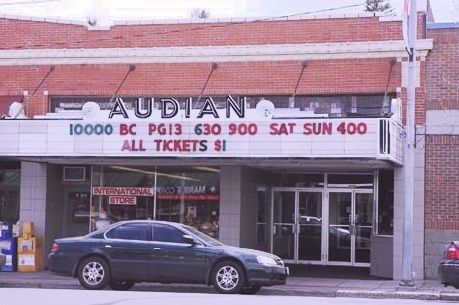 AUDIAN
10000 BC PG13 630 900 SAT SUN 400
ALL TICKETS $1
INTERNATIONAL
STORE